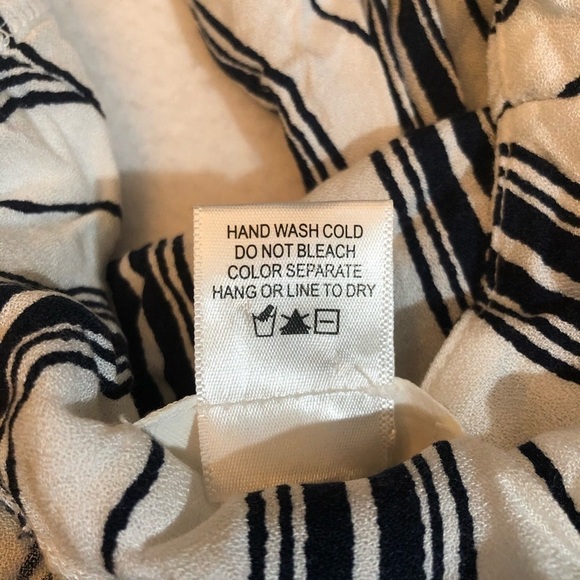 HAND WASH COLD
DO NOT BLEACH
COLOR SEPARATE
HANG OR LINE TO DRY